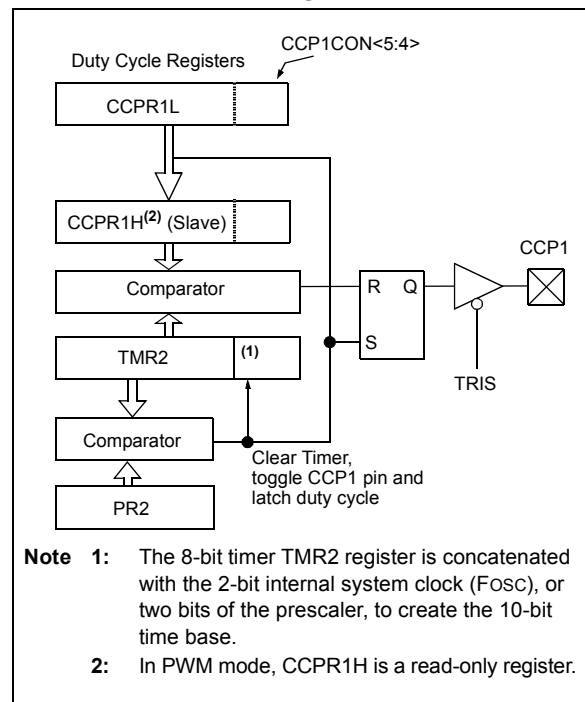 CCP1CON<5:4>
Duty Cycle Registers
CCPR1L
CCPR1H(2) (Slave)
CCP1
Comparator
R Q
TMR2 (1)
S
TRIS
Comparator
Clear Timer,
toggle CCP1 pin and
latch duty cycle
PR2
Note 1: The 8-bit timer TMR2 register is concatenated
with the 2-bit internal system clock (FOSC), or
two bits of the prescaler, to create the 10-bit
time base.
2: In PWM mode, CCPR1H is a read-only register.